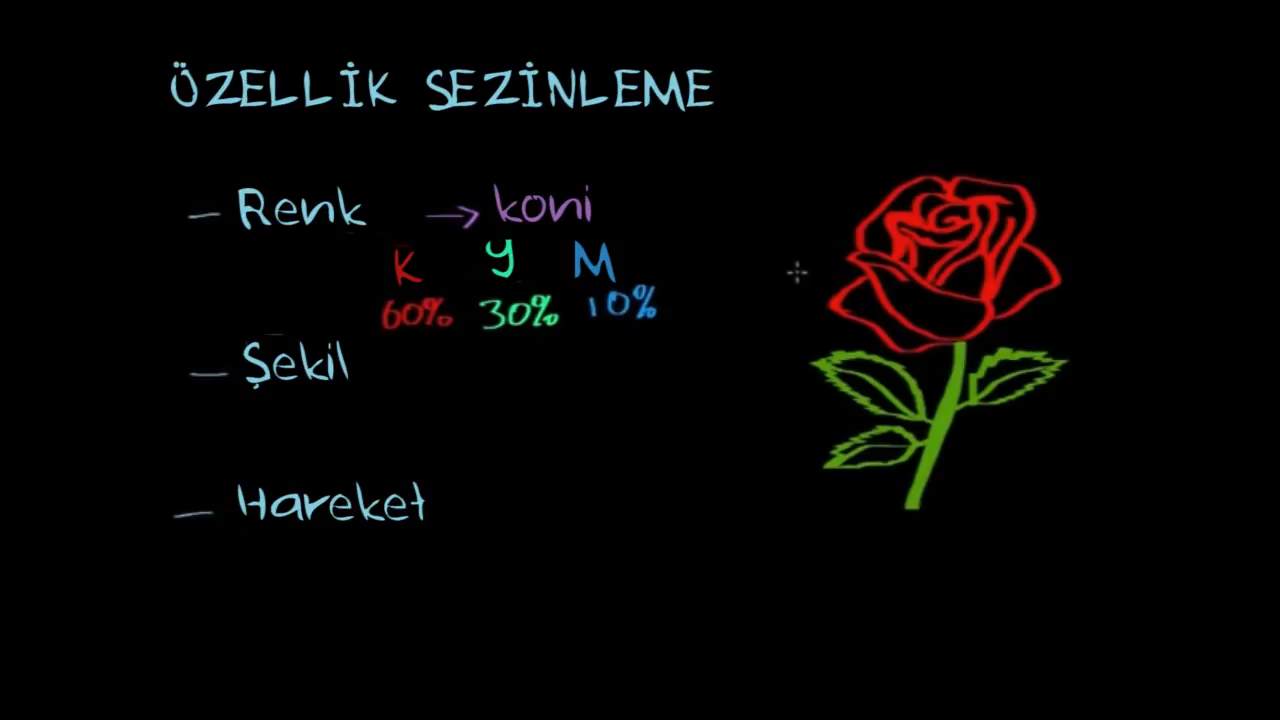 ÖZELLİK SEZİNLEME
– Renk → koni
K Y M
60% 30% 10%
– Şekil
– Hareket